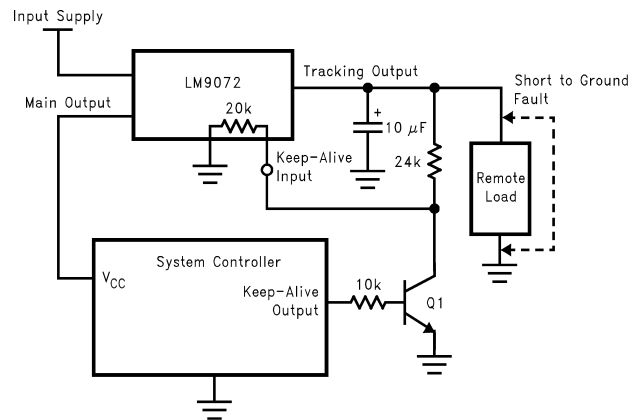 Input Supply
LM9072
Tracking Output
Short to Ground
Fault
Main Output
20k
+
10 μF
Keep-Alive
Input
24k
Remote
Load
System Controller
VCC
Keep-Alive
Output
10k
Q1